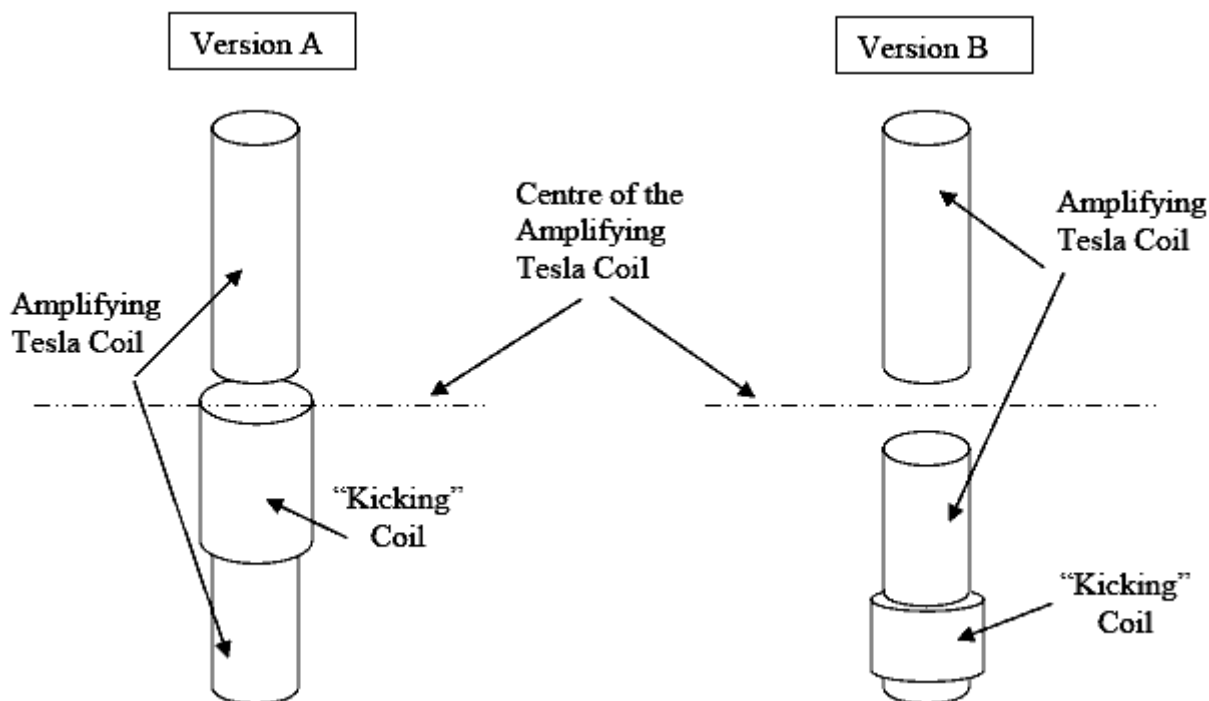 Version A
Version B
Centre of the
Amplifying
Tesla Coil
Amplifying
Tesla Coil
Amplifying
Tesla Coil
“Kicking”
Coil
“Kicking”
Coil